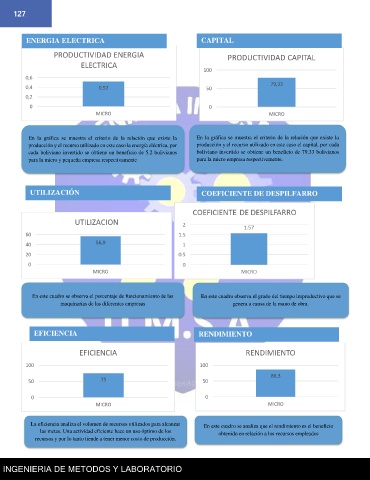 127
ENERGIA ELECTRICA
CAPITAL
PRODUCTIVIDAD ENERGIA
ELECTRICA
0,6
0,4
0,2
0
0,52
MICRO
PRODUCTIVIDAD CAPITAL
100
50
0
79,33
MICRO
En la gráfica se muestra el criterio de la relación que existe la
producción y el recurso utilizado en este caso la energía eléctrica, por
cada boliviano invertido se obtiene un beneficio de 5.2 bolivianos
para la micro y pequeña empresa respectivamente
En la gráfica se muestra el criterio de la relación que existe la
producción y el recurso utilizado en este caso el capital, por cada
boliviano invertido se obtiene un beneficio de 79.33 bolivianos
para la micro empresa respectivamente.
UTILIZACIÓN
COEFICIENTE DE DESPILFARRO
UTILIZACION
60
40
20
0
MICRO
COEFICIENTE DE DESPILFARRO
2
1.5
1
0.5
0
1,57
MICRO
En este cuadro se observa el porcentaje de funcionamiento de las
maquinarias de las diferentes empresas
En este cuadro observa el grado del tiempo improductivo que se
genera a causa de la mano de obra.
EFICIENCIA
RENDIMIENTO
EFICIENCIA
100
50
0
75
MICRO
RENDIMIENTO
100
50
0
MICRO
La eficiencia analiza el volumen de recursos utilizados para alcanzar
las metas. Una actividad eficiente hace un uso óptimo de los
recursos y por lo tanto tiende a tener menor costo de producción.
En este cuadro se analiza que el rendimiento es el beneficio
obtenido en relación a los recursos empleados
INGENIERIA DE METODOS Y LABORATORIO